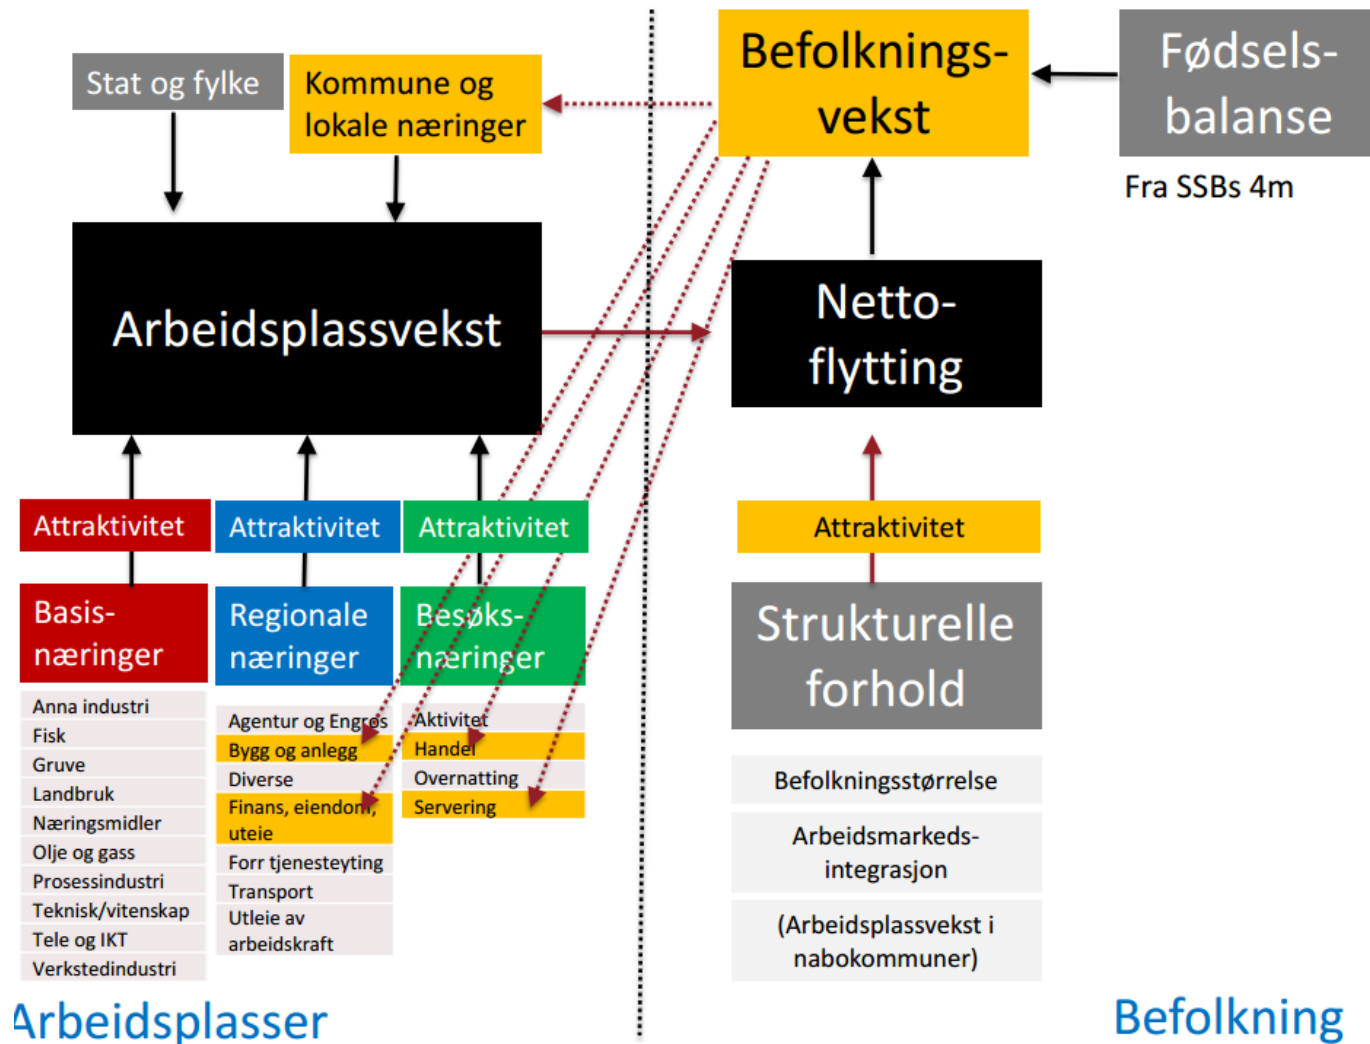 Stat og fylke
Kommune og
lokale næringer
Befolknings-
vekst
Fødsels-
balanse
Fra SSBs 4m
Arbeidsplassvekst
Netto-
flytting
Attraktivitet
Attraktivitet
Attraktivitet
Attraktivitet
Basis-
næringer
Anna industri
Fisk
Gruve
Landbruk
Næringsmidler
Olje og gass
Prosessindustri
Teknisk/vitenskap
Tele og IKT
Verkstedindustri
Regionale
næringer
Agentur og Engros
Bygg og anlegg
Diverse
Finans, eiendom,
uteie
Forr tjenesteyting
Transport
Utleie av
arbeidskraft
Besøks-
næringer
Aktivitet
Handel
Overnatting
Servering
Strukturelle
forhold
Befolkningsstørrelse
Arbeidsmarkeds-
integrasjon
(Arbeidsplassvekst i
nabokommuner)
Arbeidsplasser
Befolkning